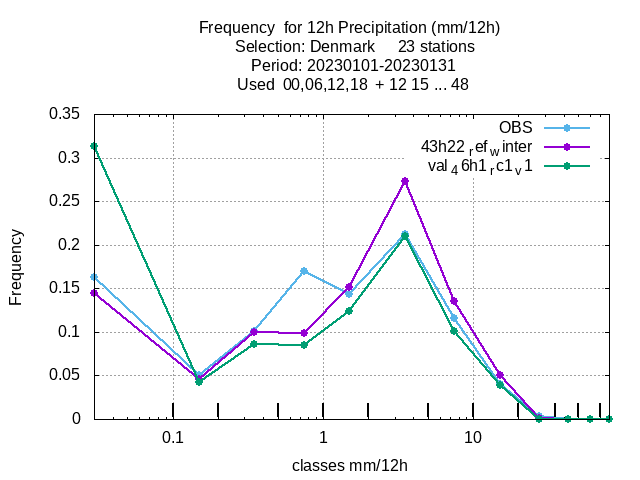 Frequency  for 12h Precipitation (mm/12h)
Selection: Denmark     23 stations
Period: 20230101-20230131
Used  00,06,12,18  + 12 15 ... 48
OBS
43h22ᵣef_winter
val₄6h1ᵣc1ᵥ1
0.35
0.3
0.25
0.2
0.15
0.1
0.05
0
Frequency
0.1
1
10
classes mm/12h